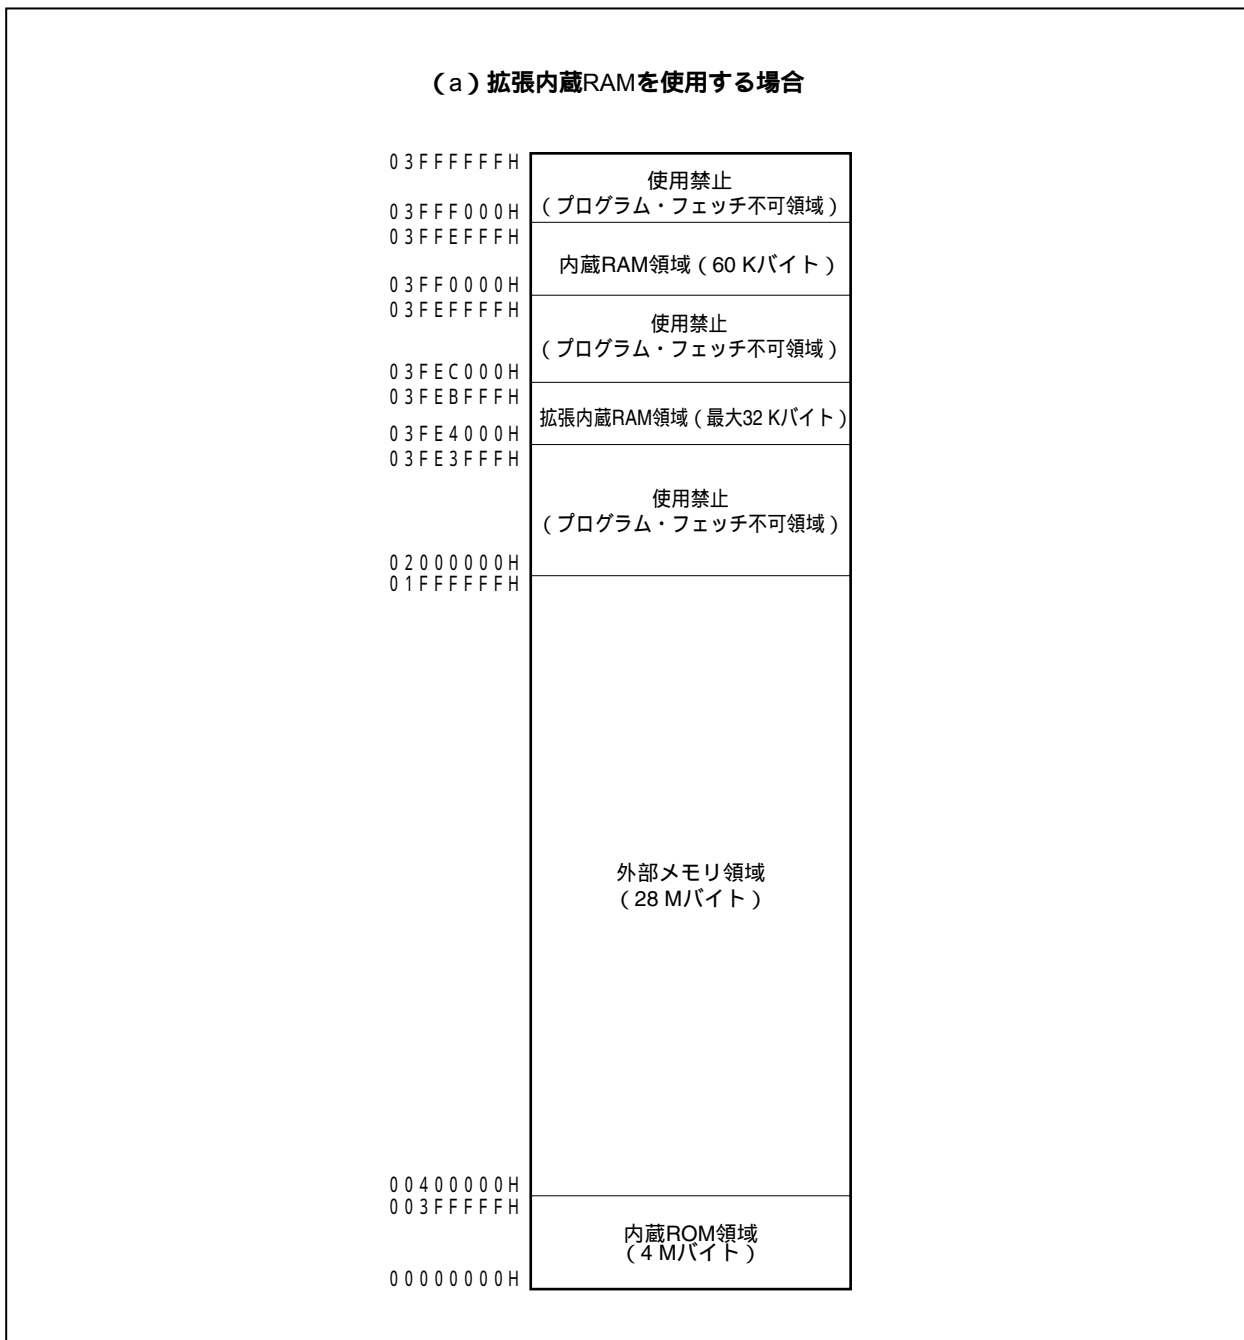 （a）拡張内蔵RAMを使用する場合
03FFFFFFH
使用禁止
（プログラム・フェッチ不可領域）
03FFF000H
03FFEFFFH
内蔵RAM領域（60 Kバイト）
03FF0000H
03FEFFFFH
使用禁止
（プログラム・フェッチ不可領域）
03FEC000H
03FEBFFFH
拡張内蔵RAM領域（最大32 Kバイト）
03FE4000H
03FE3FFFH
使用禁止
（プログラム・フェッチ不可領域）
02000000H
01FFFFFFH
外部メモリ領域
（28 Mバイト）
00400000H
003FFFFFH
内蔵ROM領域
（4 Mバイト）
00000000H